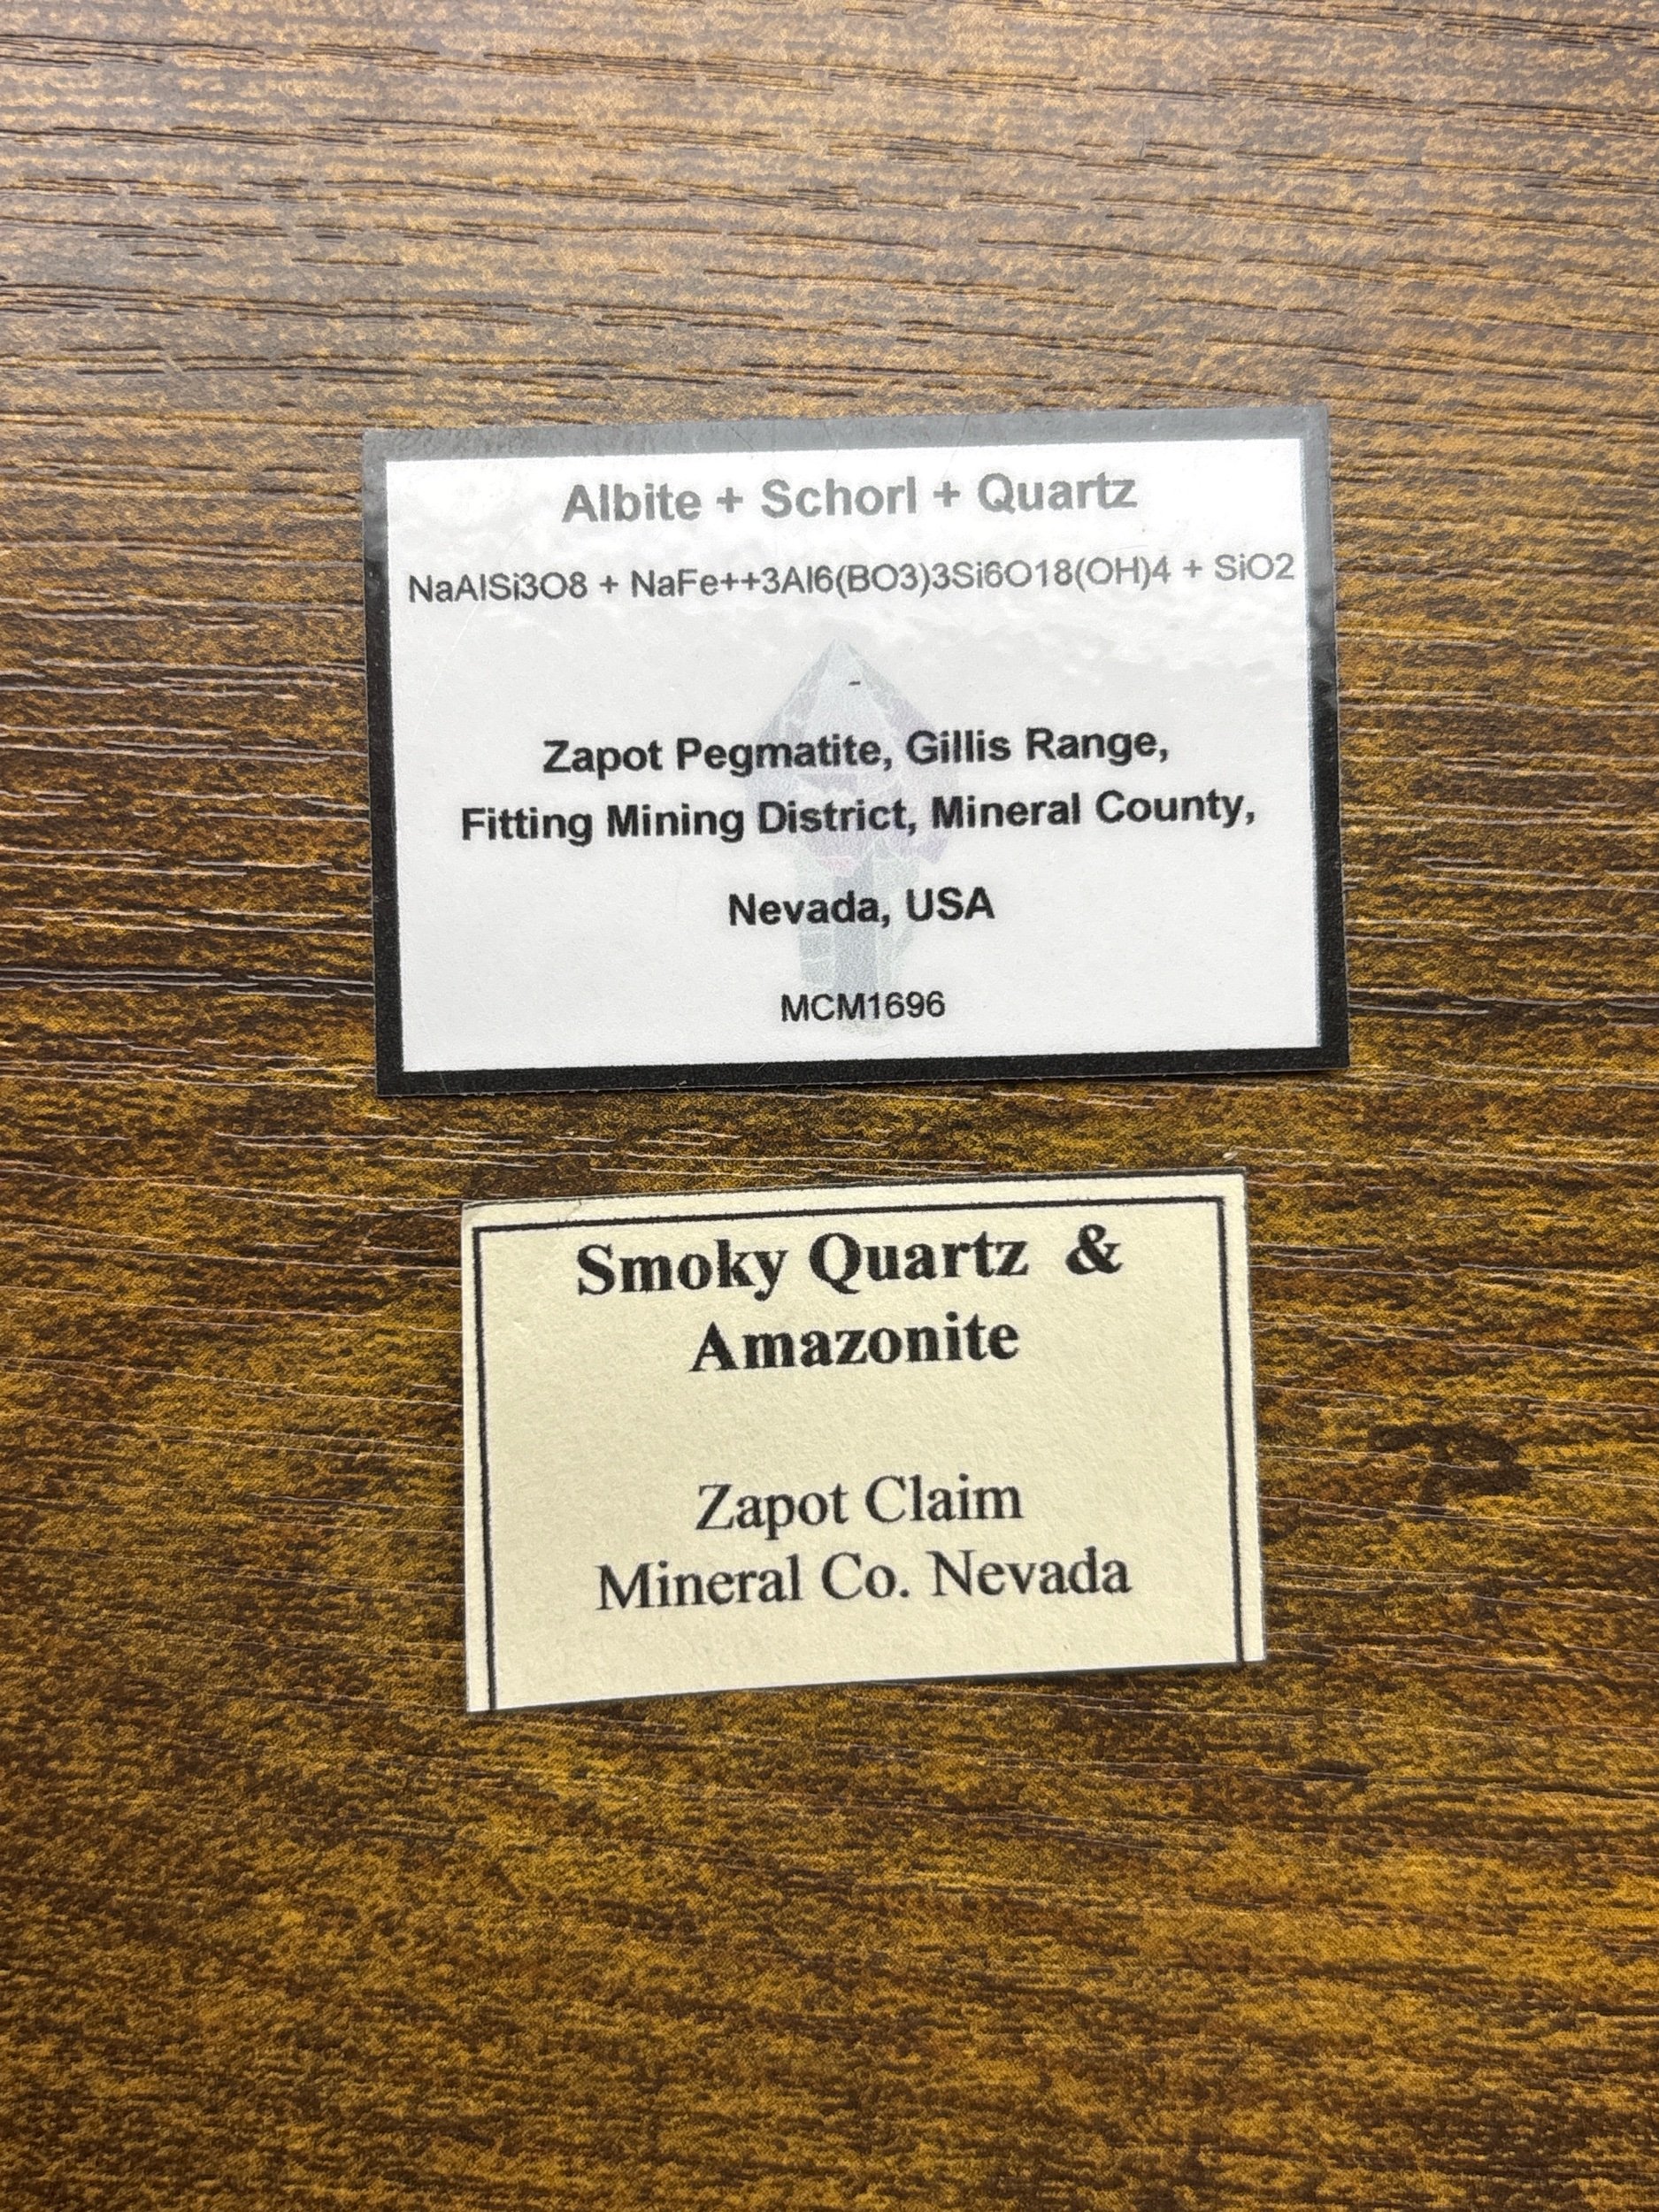 Albite + Schorl + Quartz
NaAlSi3O8 + NaFe++3Al6(BO3)3Si6O18(OH)4 + SiO2
Zapot Pegmatite, Gillis Range,
Fitting Mining District, Mineral County,
Nevada, USA
MCM1696
Smoky Quartz &
Amazonite
Zapot Claim
Mineral Co. Nevada